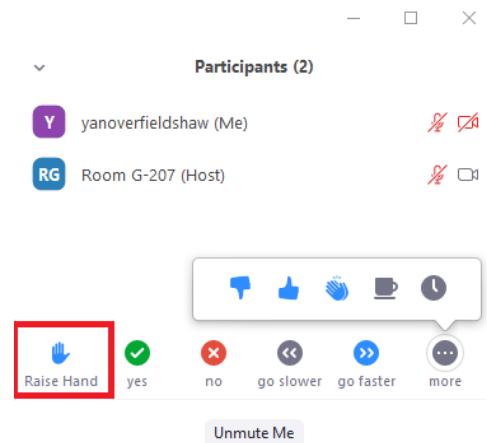 Participants (2)
Y yanoverfieldshaw (Me)
RG Room G-207 (Host)
Raise Hand yes no go slower go faster more
Unmute Me